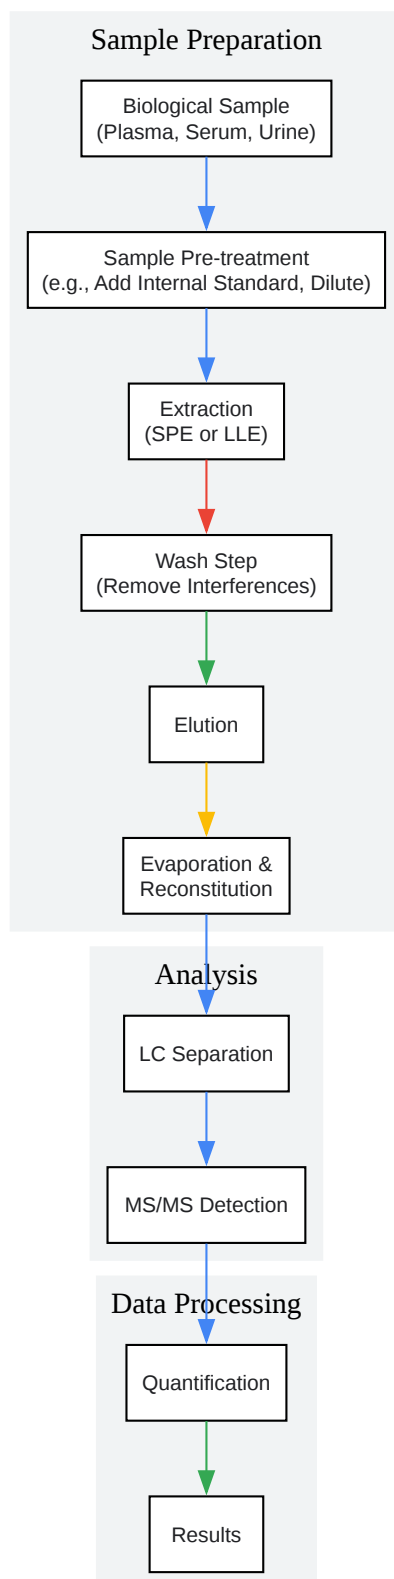 Sample Preparation
Biological Sample
(Plasma, Serum, Urine)
Sample Pre-treatment
(e.g., Add Internal Standard, Dilute)
Extraction
(SPE or LLE)
Wash Step
(Remove Interferences)
Elution
Evaporation &
Reconstitution
Analysis
LC Separation
MS/MS Detection
Data Processing
Quantification
Results